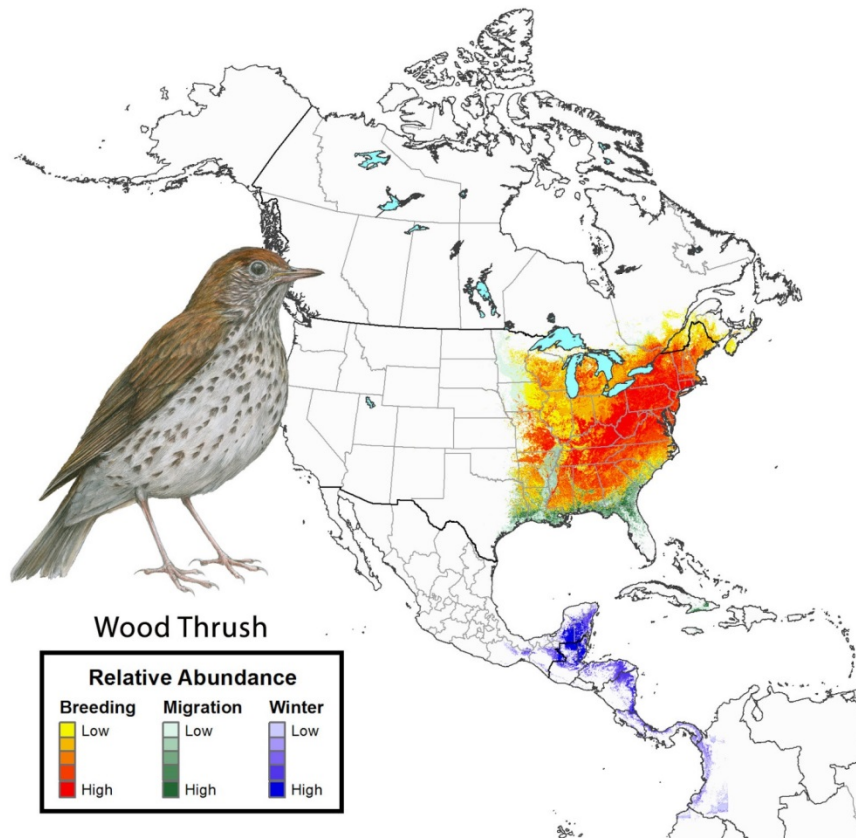 Wood Thrush
Relative Abundance
Breeding Migration Winter
Low Low Low
High High High